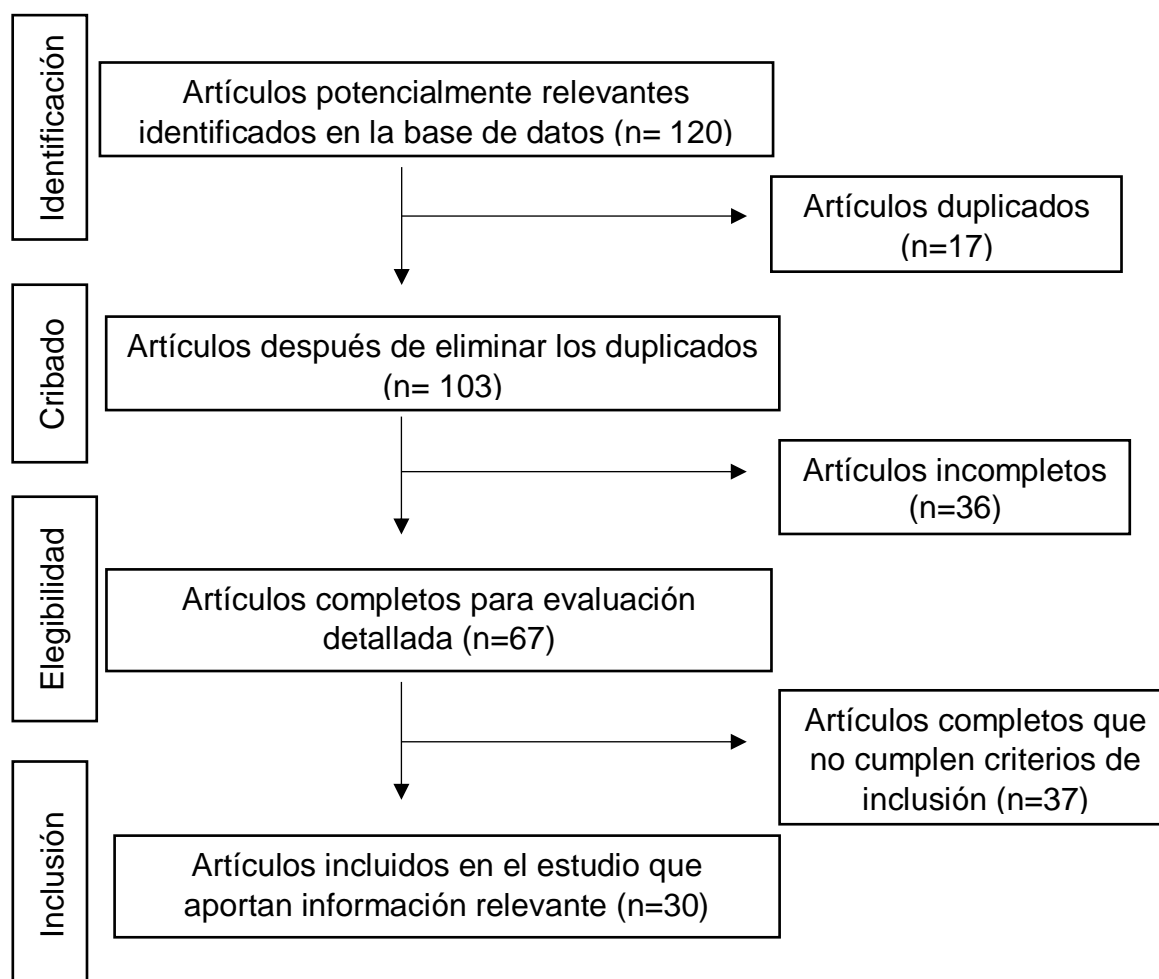 Identificación
Artículos potencialmente relevantes
identificados en la base de datos (n= 120)
Artículos duplicados
(n=17)
Cribado
Artículos después de eliminar los duplicados
(n= 103)
Artículos incompletos
(n=36)
Elegibilidad
Artículos completos para evaluación
detallada (n=67)
Artículos completos que
no cumplen criterios de
inclusión (n=37)
Inclusión
Artículos incluidos en el estudio que
aportan información relevante (n=30)